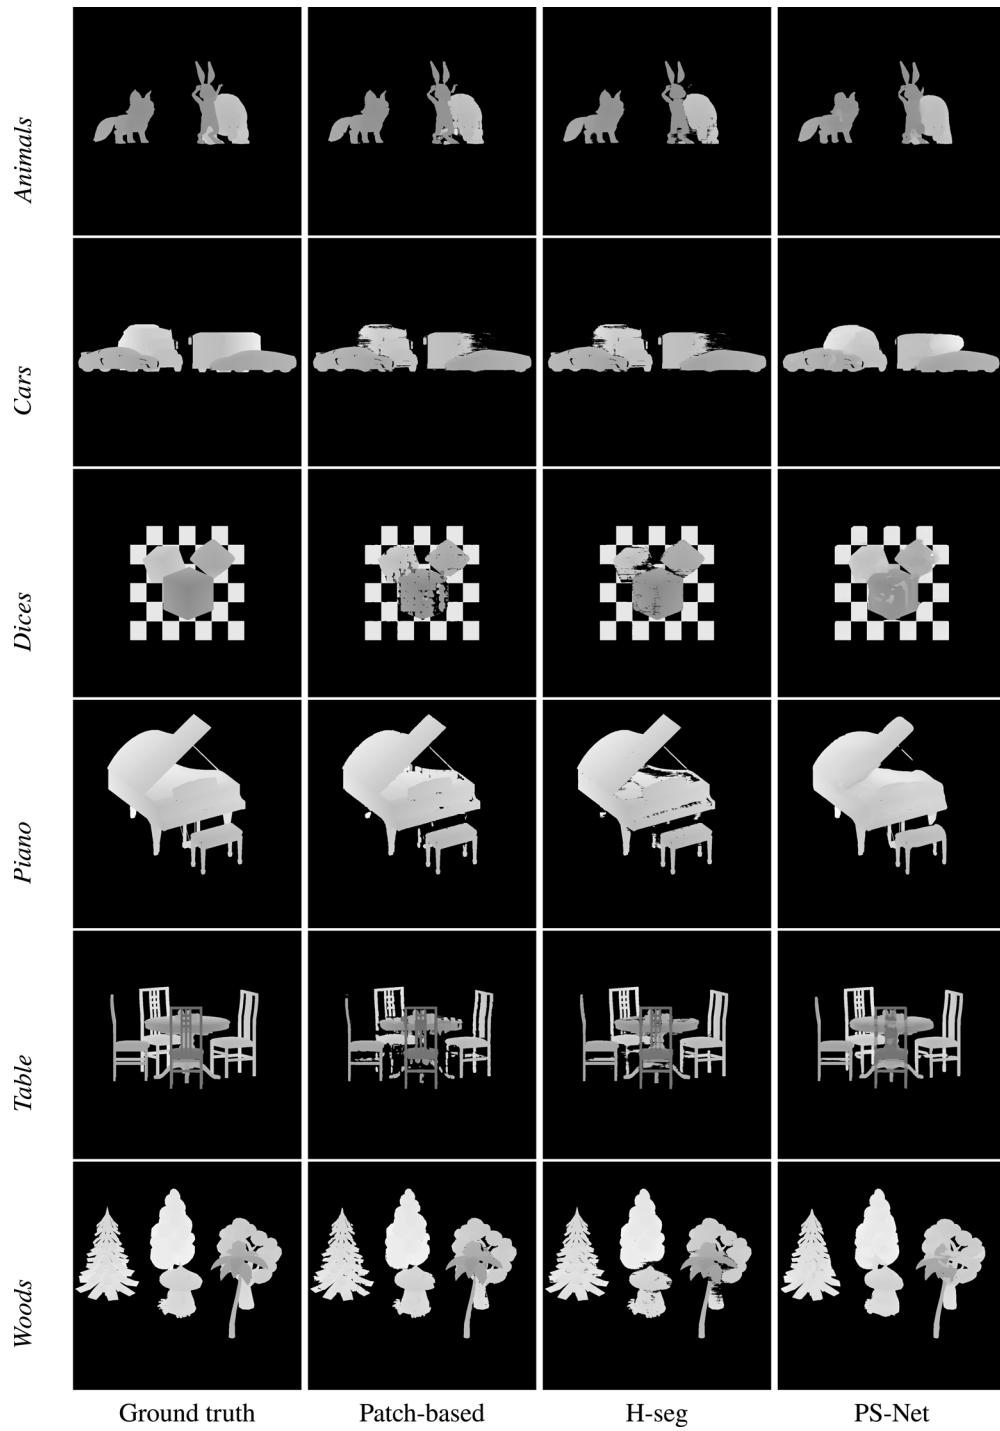 Animals
Cars
Dices
Piano
Table
Woods
Ground truth
Patch-based
H-seg
PS-Net